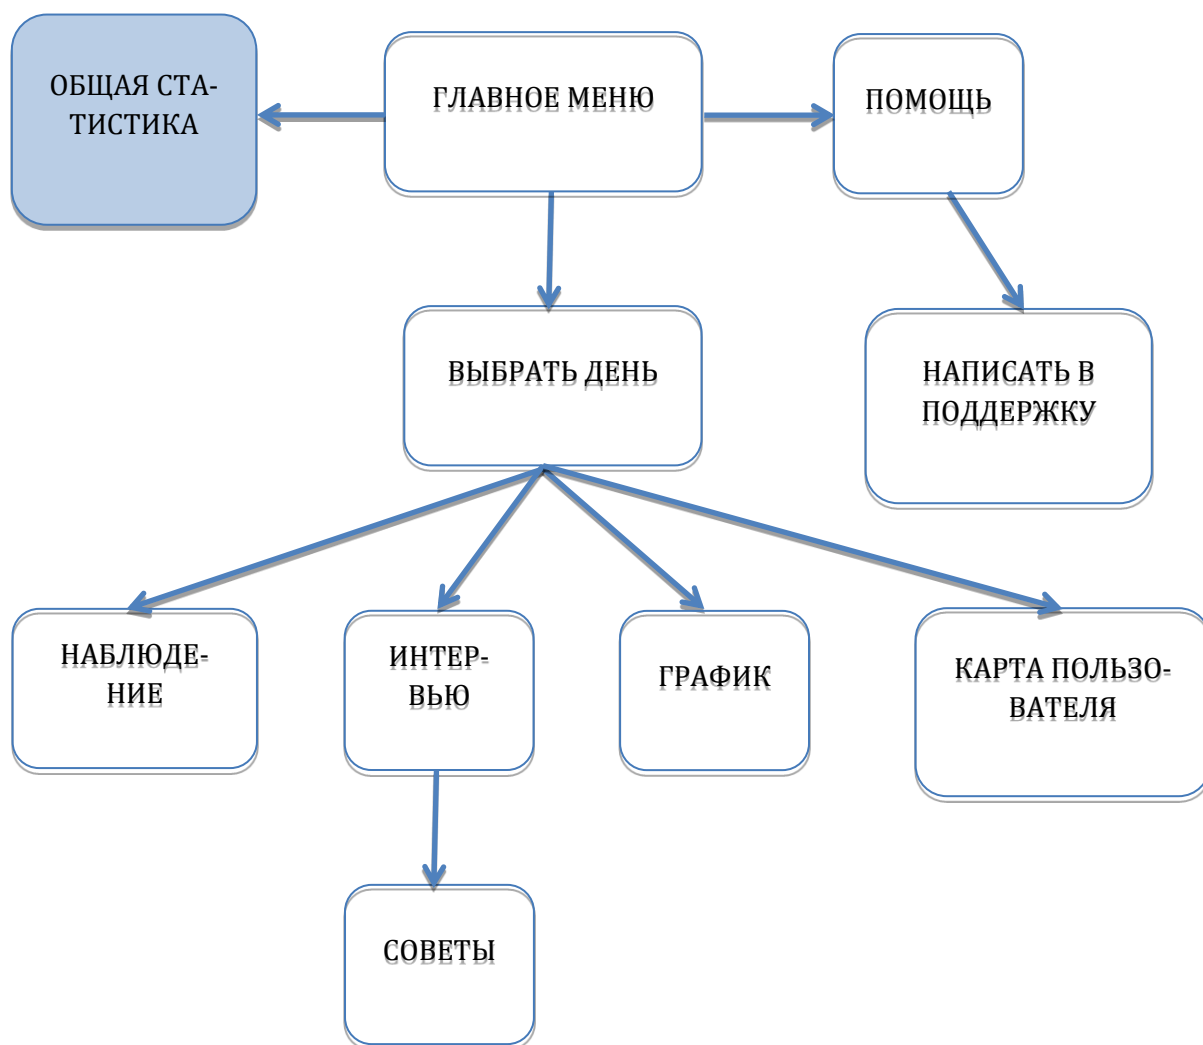 ОБЩАЯ СТА-
ТИСТИКА
ГЛАВНОЕ МЕНЮ
ПОМОЩЬ
ВЫБРАТЬ ДЕНЬ
НАПИСАТЬ В
ПОДДЕРЖКУ
НАБЛЮДЕ-
НИЕ
ИНТЕР-
ВЬЮ
ГРАФИК
КАРТА ПОЛЬЗО-
ВАТЕЛЯ
СОВЕТЫ